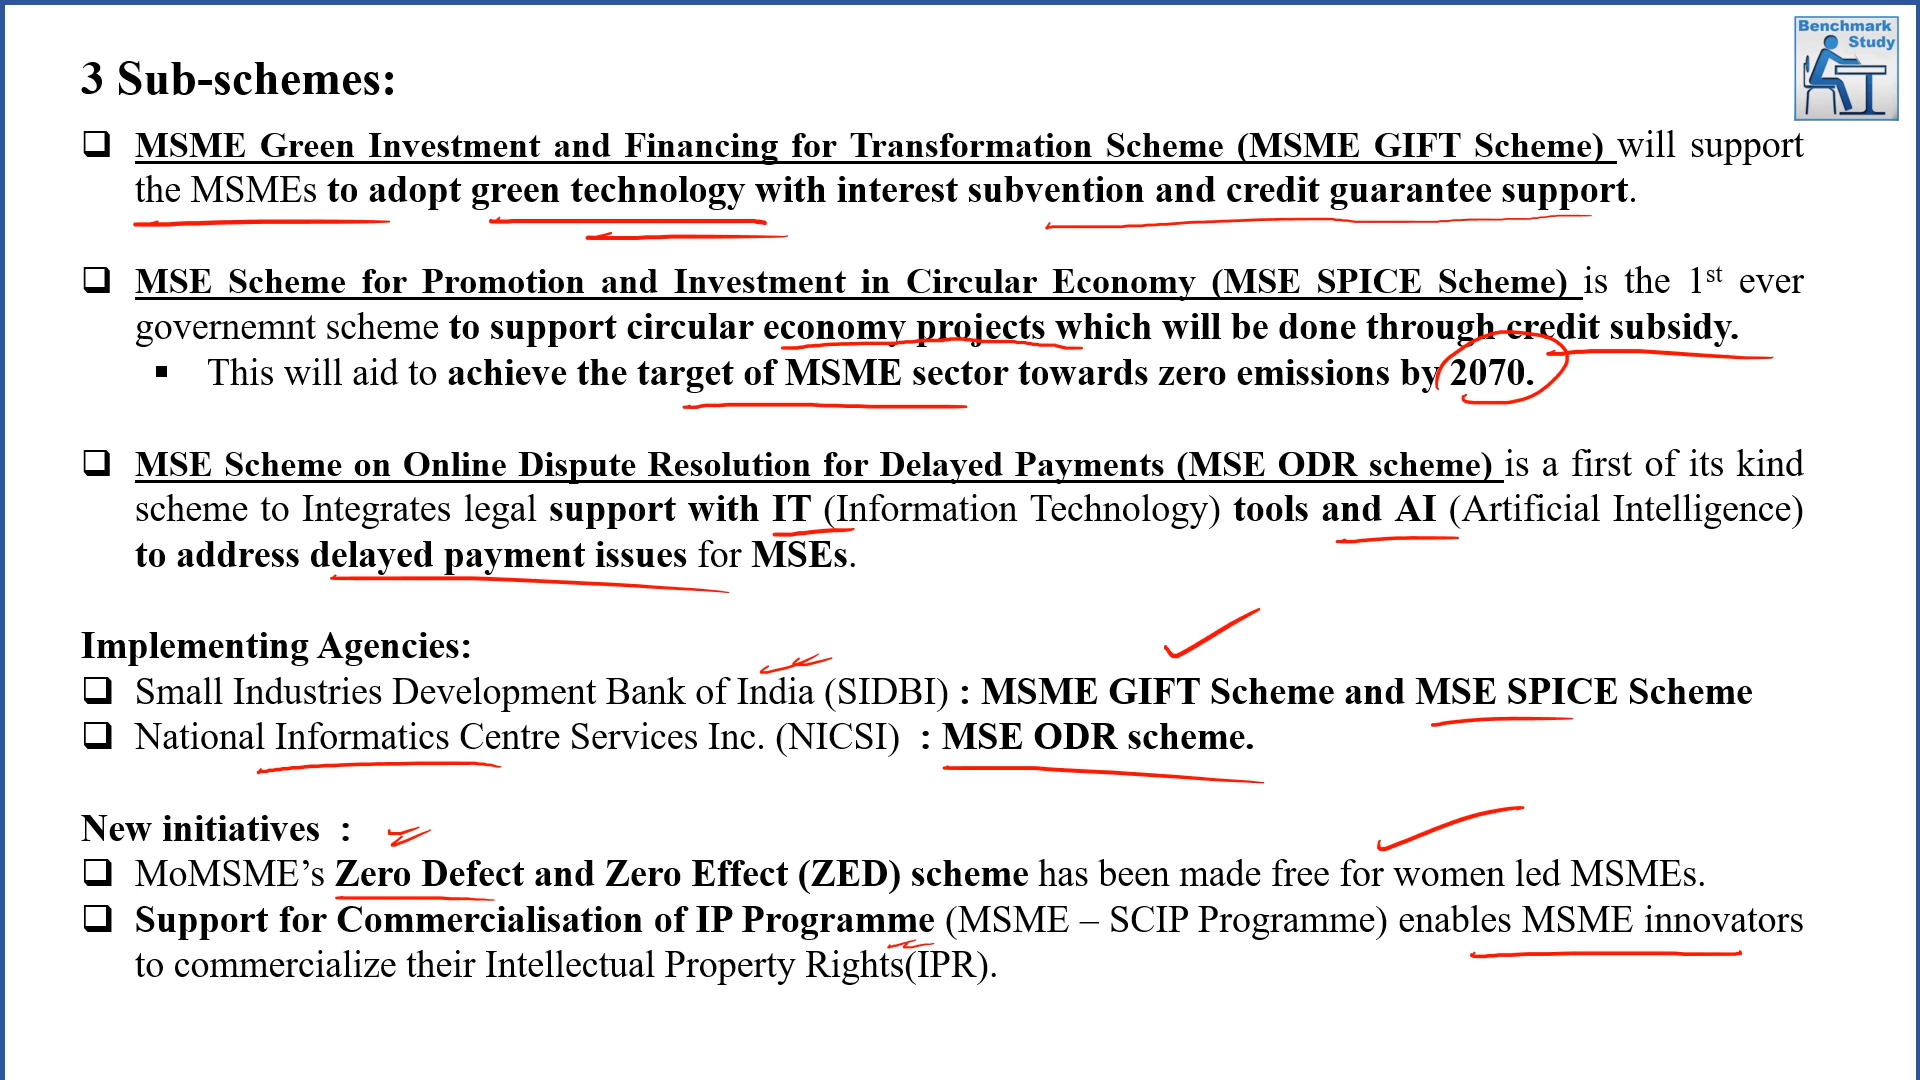 Benchmark
Study
3 Sub-schemes:
❑ MSME Green Investment and Financing for Transformation Scheme (MSME GIFT Scheme) will support
the MSMEs to adopt green technology with interest subvention and credit guarantee support.
❑ MSE Scheme for Promotion and Investment in Circular Economy (MSE SPICE Scheme) is the 1st ever
governemnt scheme to support circular economy projects which will be done through credit subsidy.
▪ This will aid to achieve the target of MSME sector towards zero emissions by 2070.
❑ MSE Scheme on Online Dispute Resolution for Delayed Payments (MSE ODR scheme) is a first of its kind
scheme to Integrates legal support with IT (Information Technology) tools and AI (Artificial Intelligence)
to address delayed payment issues for MSEs.
Implementing Agencies:
❑ Small Industries Development Bank of India (SIDBI) : MSME GIFT Scheme and MSE SPICE Scheme
❑ National Informatics Centre Services Inc. (NICSI) : MSE ODR scheme.
New initiatives :
❑ MoMSME’s Zero Defect and Zero Effect (ZED) scheme has been made free for women led MSMEs.
❑ Support for Commercialisation of IP Programme (MSME – SCIP Programme) enables MSME innovators
to commercialize their Intellectual Property Rights(IPR).